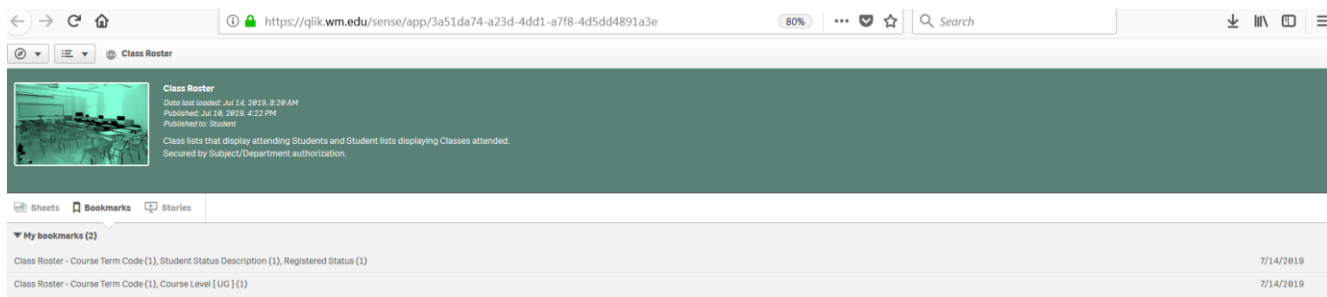 https://qlik.wm.edu/sense/app/3a51da74-a23d-4dd1-a7f8-4d5dd4891a3e 80% Search
Class Roster
Class Roster
Data last loaded: Jul 14, 2019, 8:20 AM
Published: Jul 10, 2019, 4:22 PM
Published to: Student
Class lists that display attending Students and Student lists displaying Classes attended.
Secured by Subject/Department authorization.
Sheets Bookmarks Stories
My bookmarks (2)
Class Roster - Course Term Code (1), Student Status Description (1), Registered Status (1) 7/14/2019
Class Roster - Course Term Code (1), Course Level [ UG ] (1) 7/14/2019